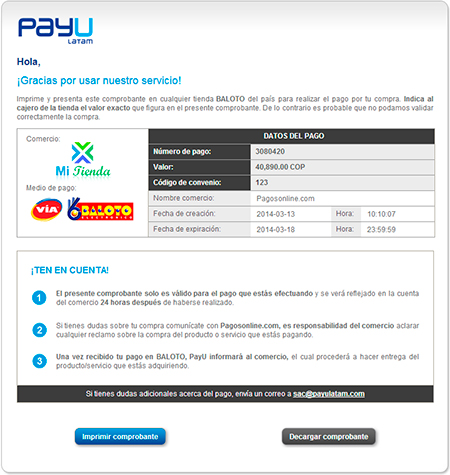 PayU
LATAM
Hola,
¡Gracias por usar nuestro servicio!
Imprime y presenta este comprobante en cualquier tienda BALOTO del país para realizar el pago por tu compra. Indica al
cajero de la tienda el valor exacto que figura en el presente comprobante. De lo contrario es probable que no podamos validar
correctamente la compra.
Comercio:
Mi Tienda
Medio de pago:
VIA
BALOTO
ELECTRÓNICO
DATOS DEL PAGO
Número de pago: 3080420
Valor: 40,890.00 COP
Código de convenio: 123
Nombre comercio: Pagosonline.com
Fecha de creación: 2014-03-13 Hora: 10:10:07
Fecha de expiración: 2014-03-18 Hora: 23:59:59
¡TEN EN CUENTA!
1 El presente comprobante solo es válido para el pago que estás efectuando y se verá reflejado en la cuenta
del comercio 24 horas después de haberse realizado.
2 Si tienes dudas sobre tu compra comunícate con Pagosonline.com, es responsabilidad del comercio aclarar
cualquier reclamo sobre la compra del producto o servicio que estás pagando.
3 Una vez recibido tu pago en BALOTO, PayU informará al comercio, el cual procederá a hacer entrega del
producto/servicio que estás adquiriendo.
Si tienes dudas adicionales acerca del pago, envía un correo a sac@payulatam.com
Imprimir comprobante
Decargar comprobante